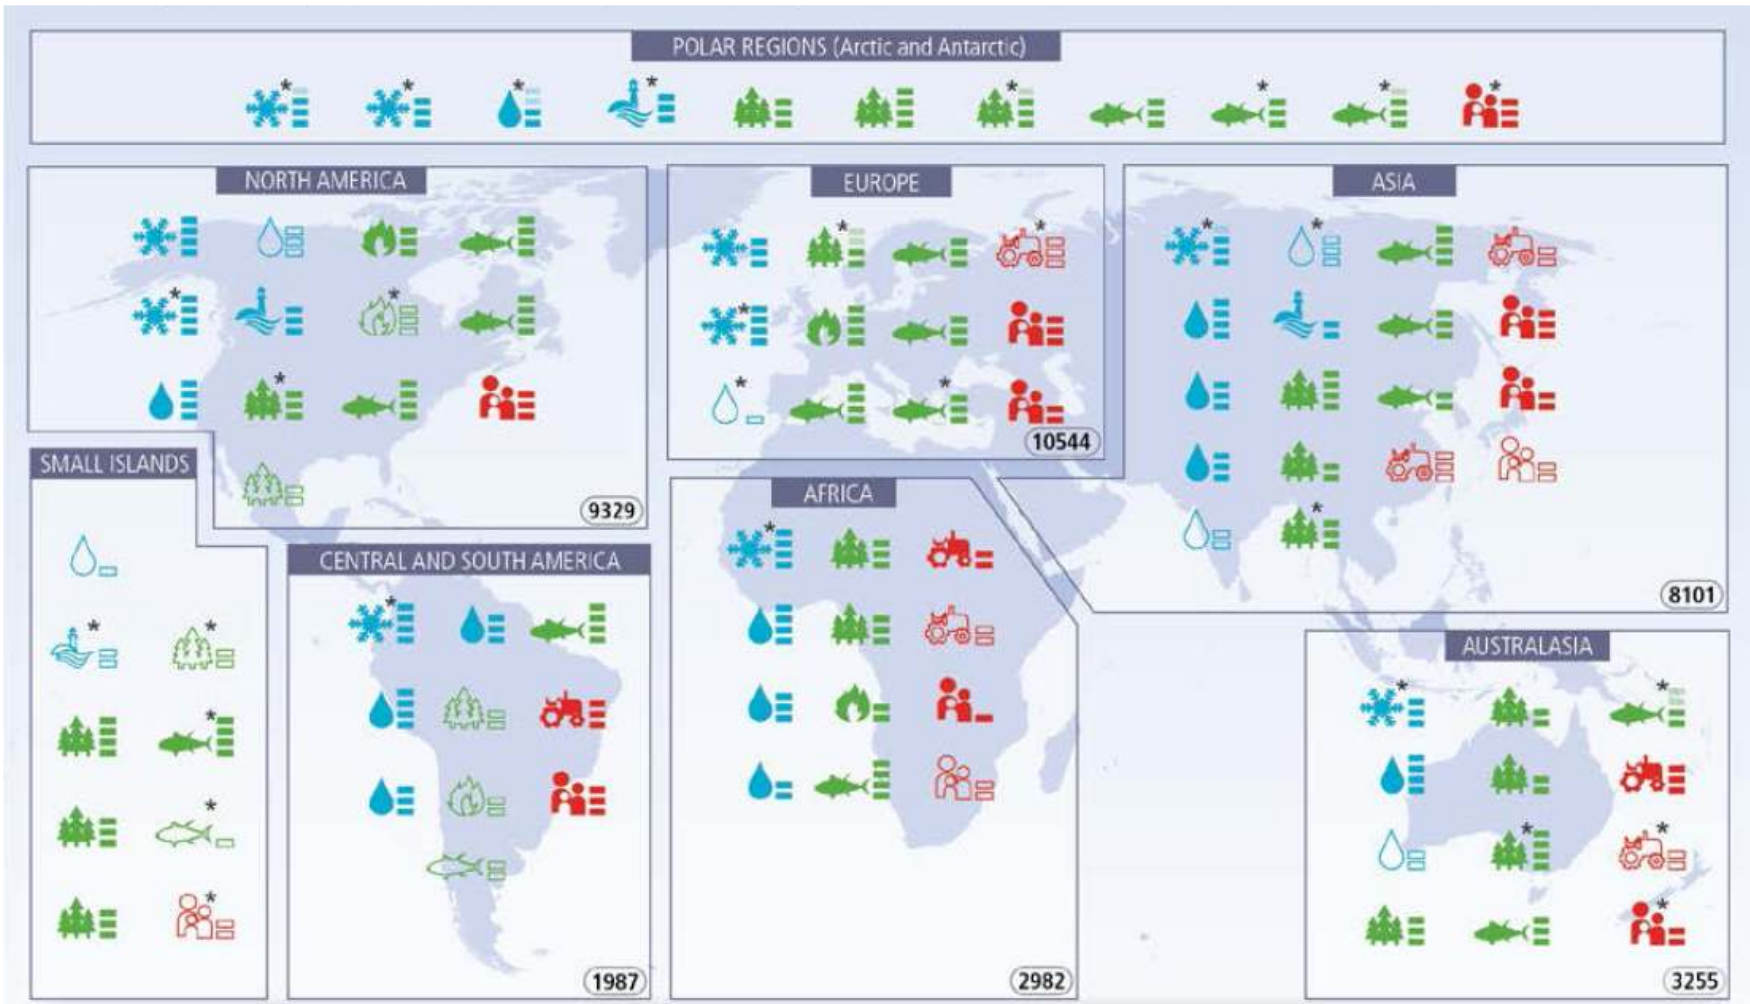 POLAR REGIONS (Arctic and Antarctic)
NORTH AMERICA
9329
EUROPE
10544
ASIA
8101
SMALL ISLANDS
CENTRAL AND SOUTH AMERICA
1987
AFRICA
2982
AUSTRALASIA
3255